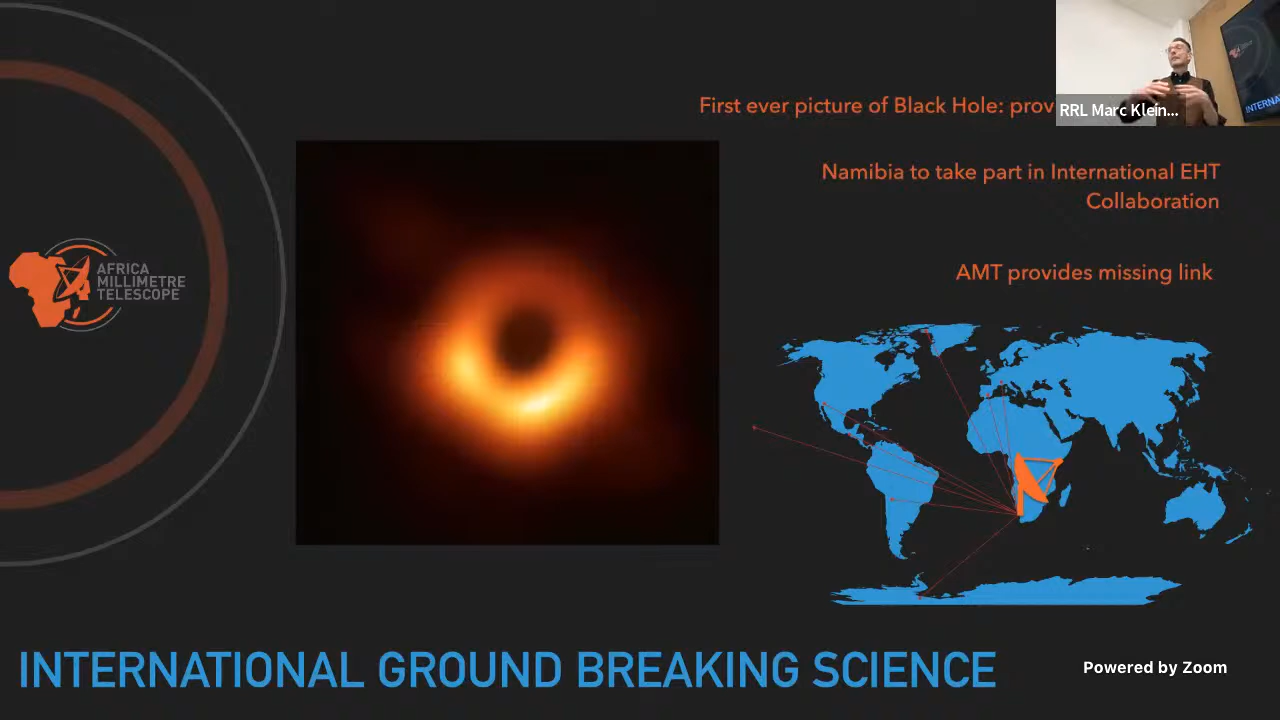 First ever picture of Black Hole: prov
RRL Marc Klein...
Namibia to take part in International EHT
Collaboration
AMT provides missing link
AFRICA
MILLIMETRE
TELESCOPE
INTERNATIONAL GROUND BREAKING SCIENCE
Powered by Zoom